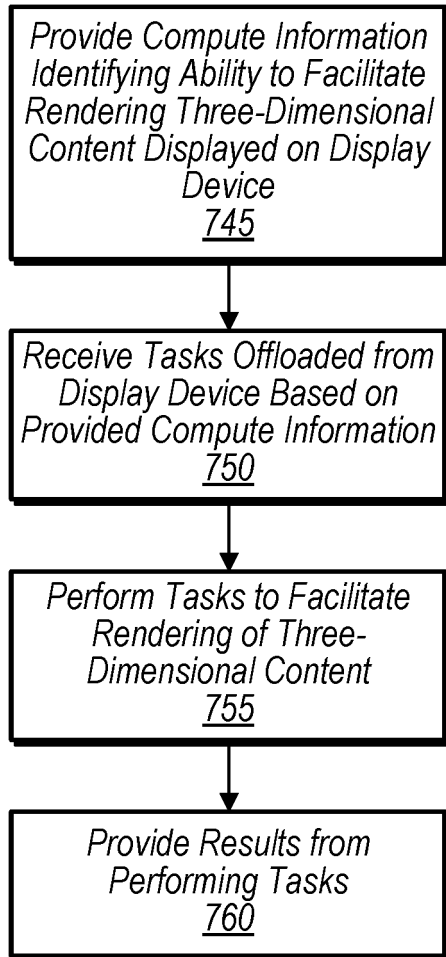 Provide Compute Information
Identifying Ability to Facilitate
Rendering Three-Dimensional
Content Displayed on Display
Device
745
Receive Tasks Offloaded from
Display Device Based on
Provided Compute Information
750
Perform Tasks to Facilitate
Rendering of Three-
Dimensional Content
755
Provide Results from
Performing Tasks
760